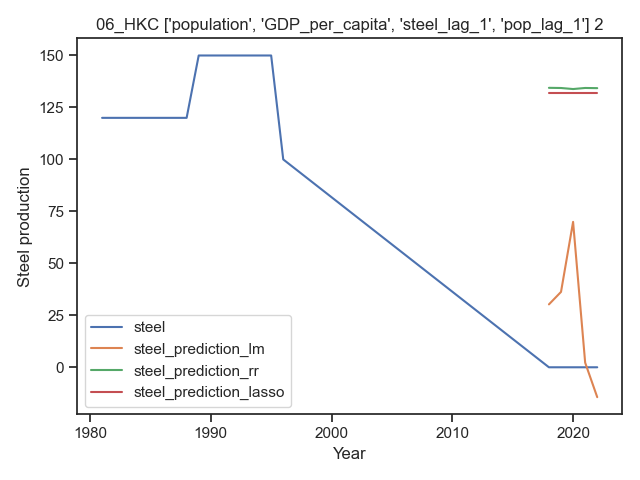 06_HKC ['population', 'GDP_per_capita', 'steel_lag_1', 'pop_lag_1'] 2
Steel production
150
125
100
75
50
25
0
steel
steel_prediction_lm
steel_prediction_rr
steel_prediction_lasso
1980
1990
2000
2010
2020
Year